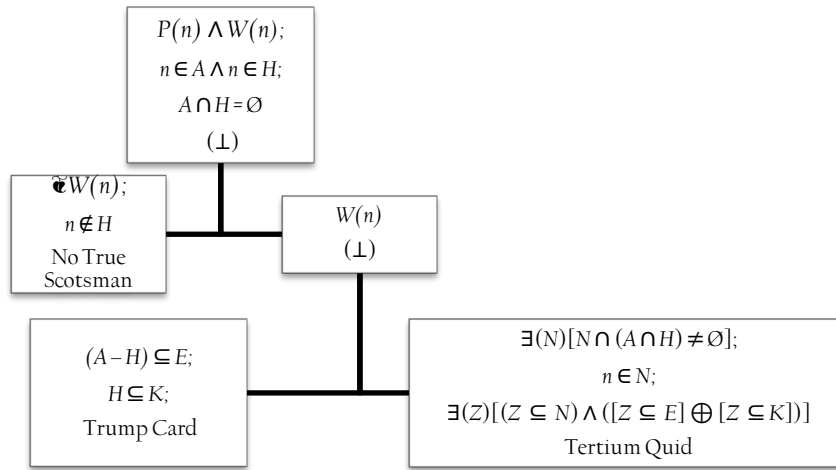 P(n) ∧ W(n);
n ∈ A ∧ n ∈ H;
A ∩ H = Ø
(⊥)
W(n);
n ∉ H
No True
Scotsman
W(n)
(⊥)
(A – H) ⊆ E;
H ⊆ K;
Trump Card
∃(N)[N ∩ (A ∩ H) ≠ Ø];
n ∈ N;
∃(Z)[(Z ⊆ N) ∧ ([Z ⊆ E] ⨁ [Z ⊆ K])]
Tertium Quid